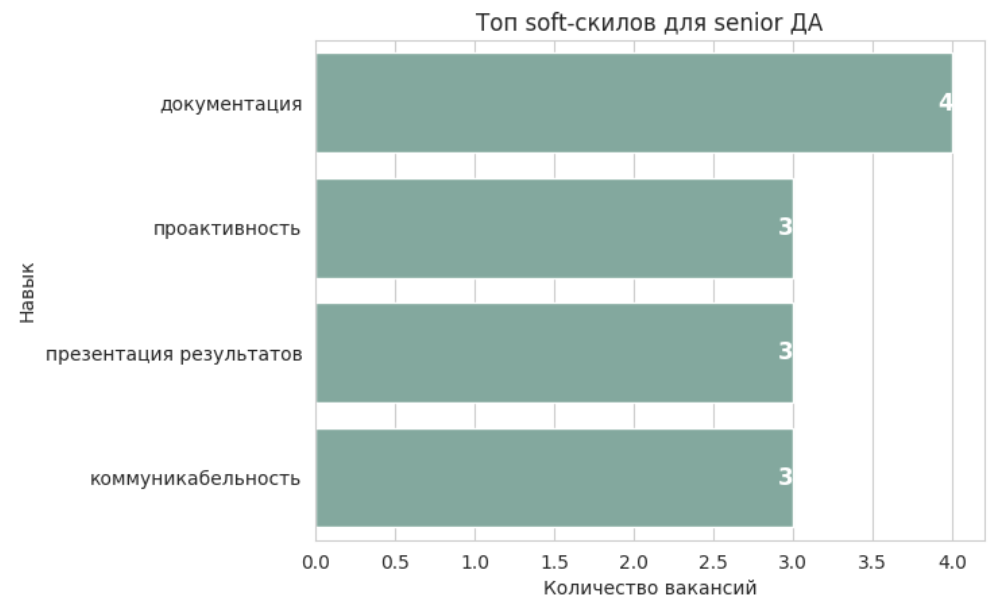 Топ soft-скилов для senior ДА
документация
4
проактивность
3
Навык
презентация результатов
3
коммуникабельность
3
0.0 0.5 1.0 1.5 2.0 2.5 3.0 3.5 4.0
Количество вакансий